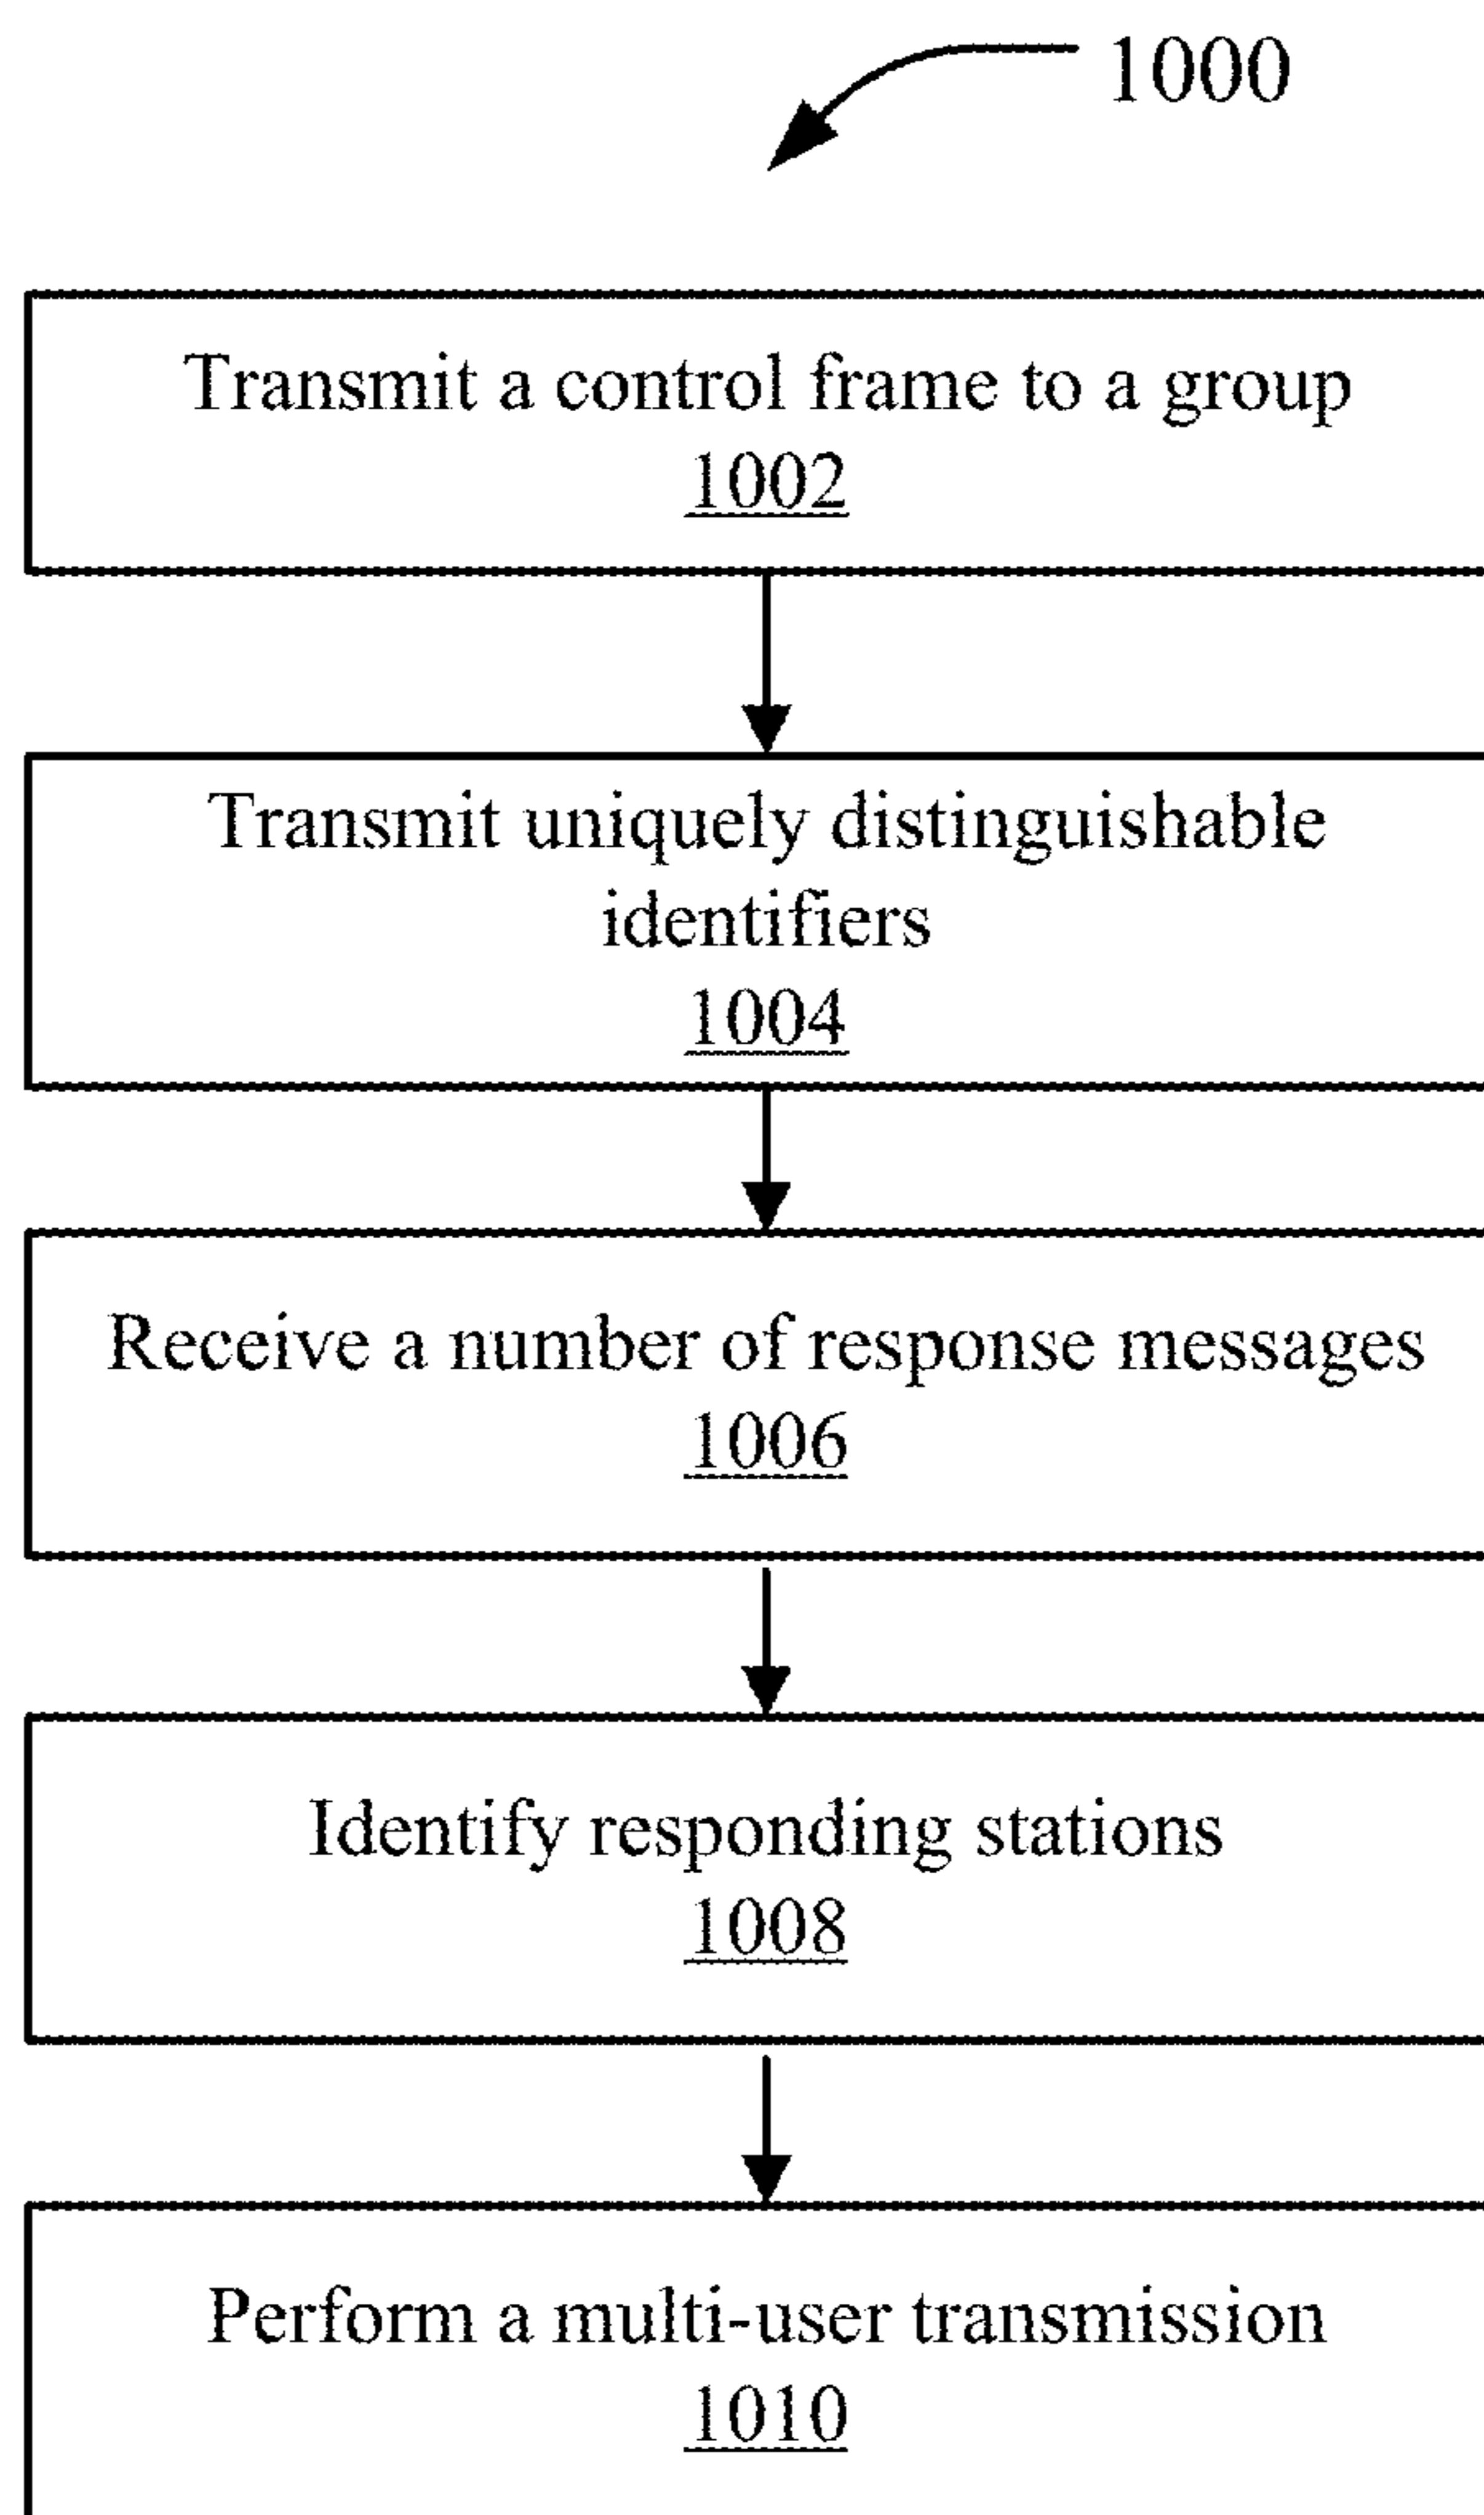 1000
Transmit a control frame to a group
1002
Transmit uniquely distinguishable
identifiers
1004
Receive a number of response messages
1006
Identify responding stations
1008
Perform a multi-user transmission
1010